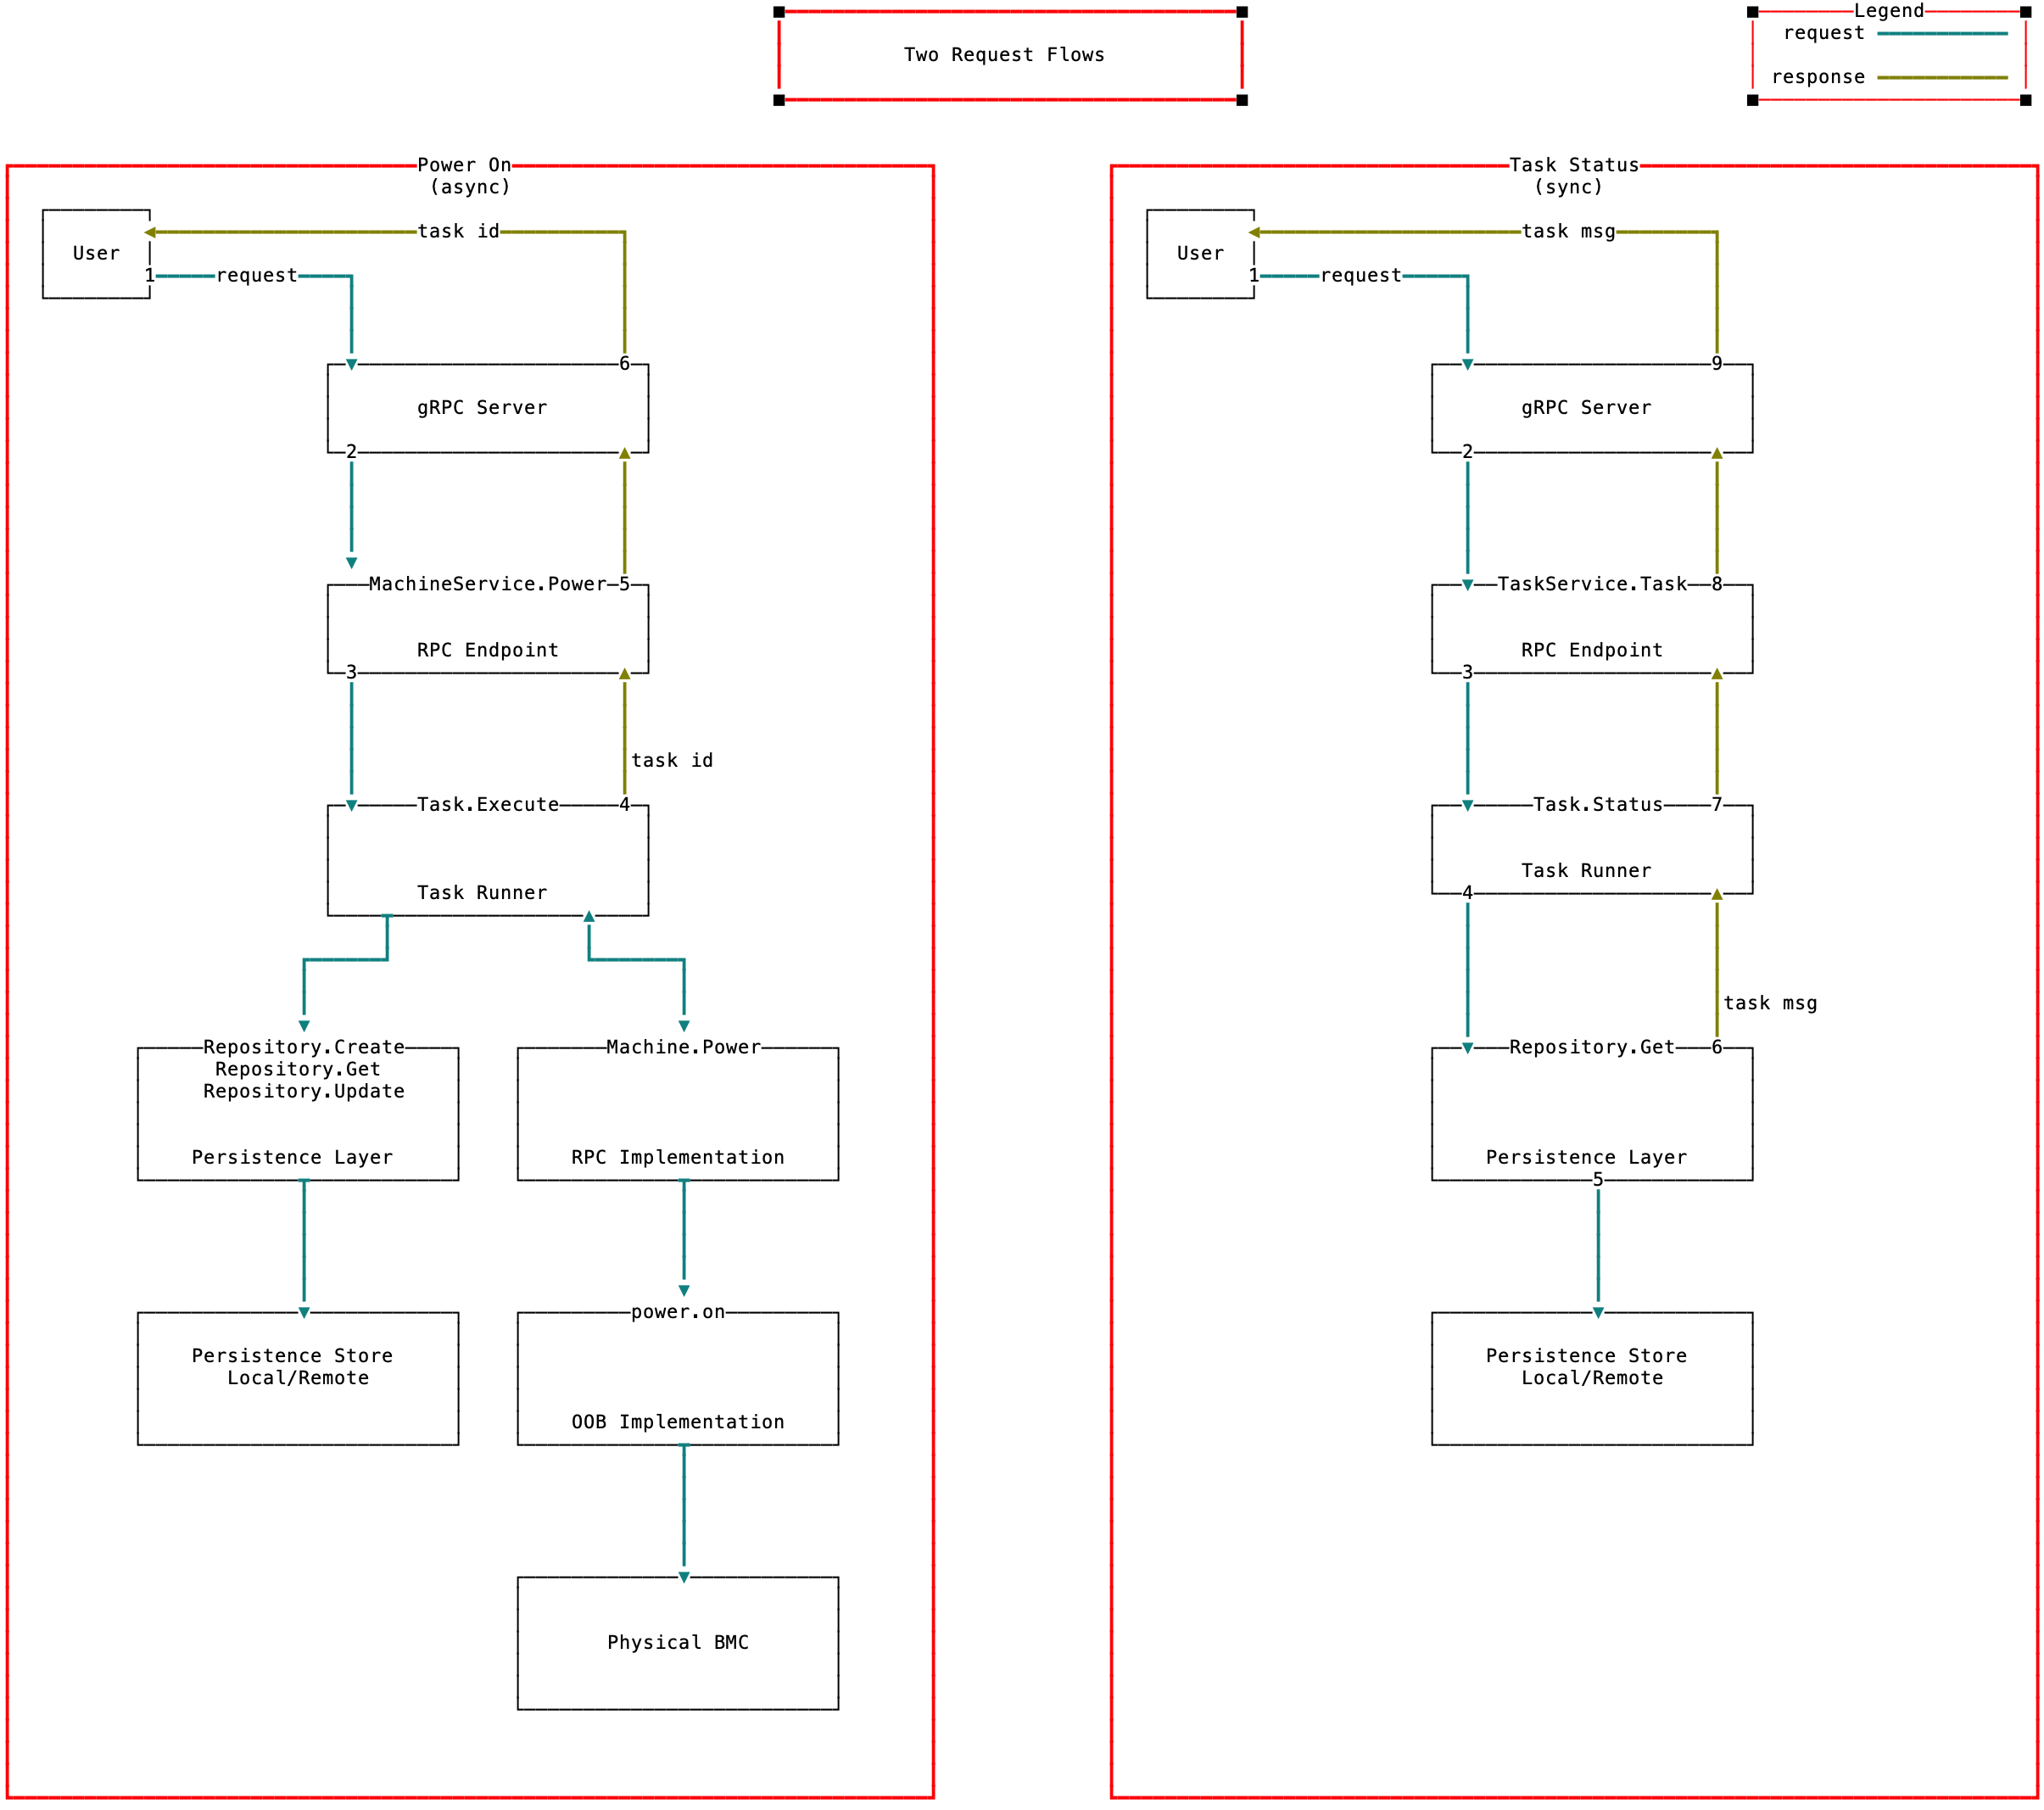 Two Request Flows
Legend
request
response
Power On
(async)
User
task id
1
request
6
gRPC Server
2
MachineService.Power
5
RPC Endpoint
3
task id
Task.Execute
4
Task Runner
Repository.Create
Repository.Get
Repository.Update
Persistence Layer
Machine.Power
RPC Implementation
Persistence Store
Local/Remote
power.on
OOB Implementation
Physical BMC
Task Status
(sync)
User
task msg
1
request
9
gRPC Server
2
TaskService.Task
8
RPC Endpoint
3
Task.Status
7
Task Runner
4
task msg
Repository.Get
6
Persistence Layer
5
Persistence Store
Local/Remote